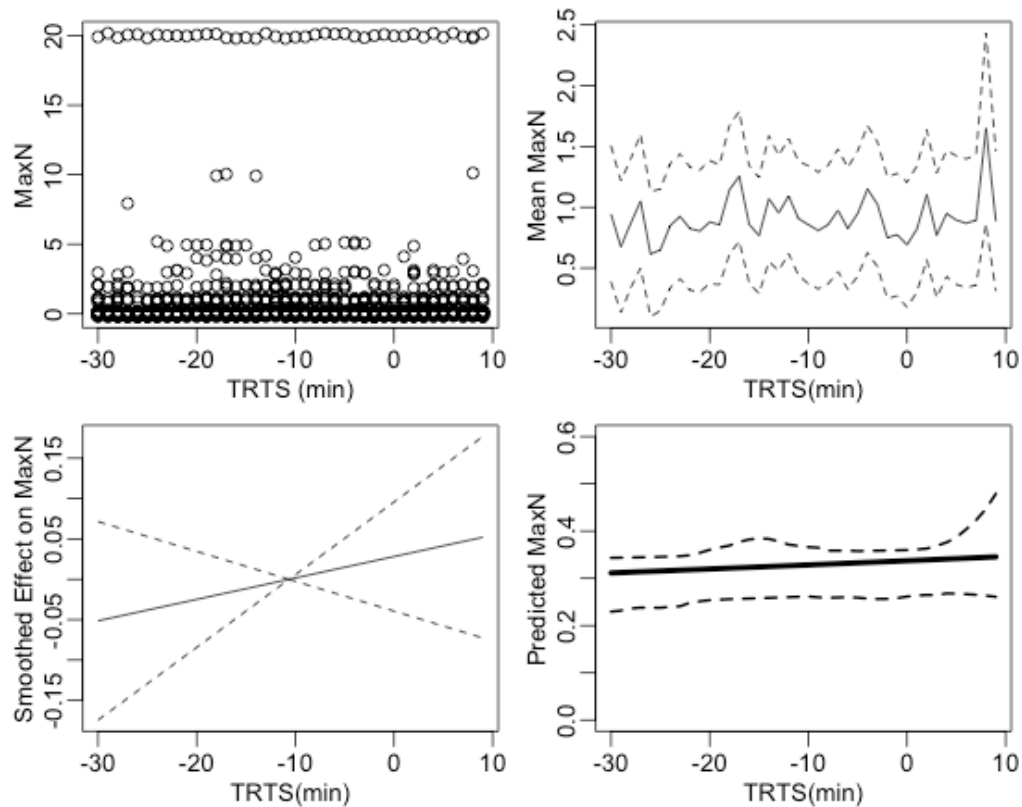 MaxN
20
15
10
5
0
-30 -20 -10 0 10
TRTS (min)
Mean MaxN
2.5
2.0
1.5
1.0
0.5
-30 -20 -10 0 10
TRTS(min)
Smoothed Effect on MaxN
0.15
0.05
-0.05
-0.15
-30 -20 -10 0 10
TRTS(min)
Predicted MaxN
0.6
0.4
0.2
0.0
-30 -20 -10 0 10
TRTS(min)